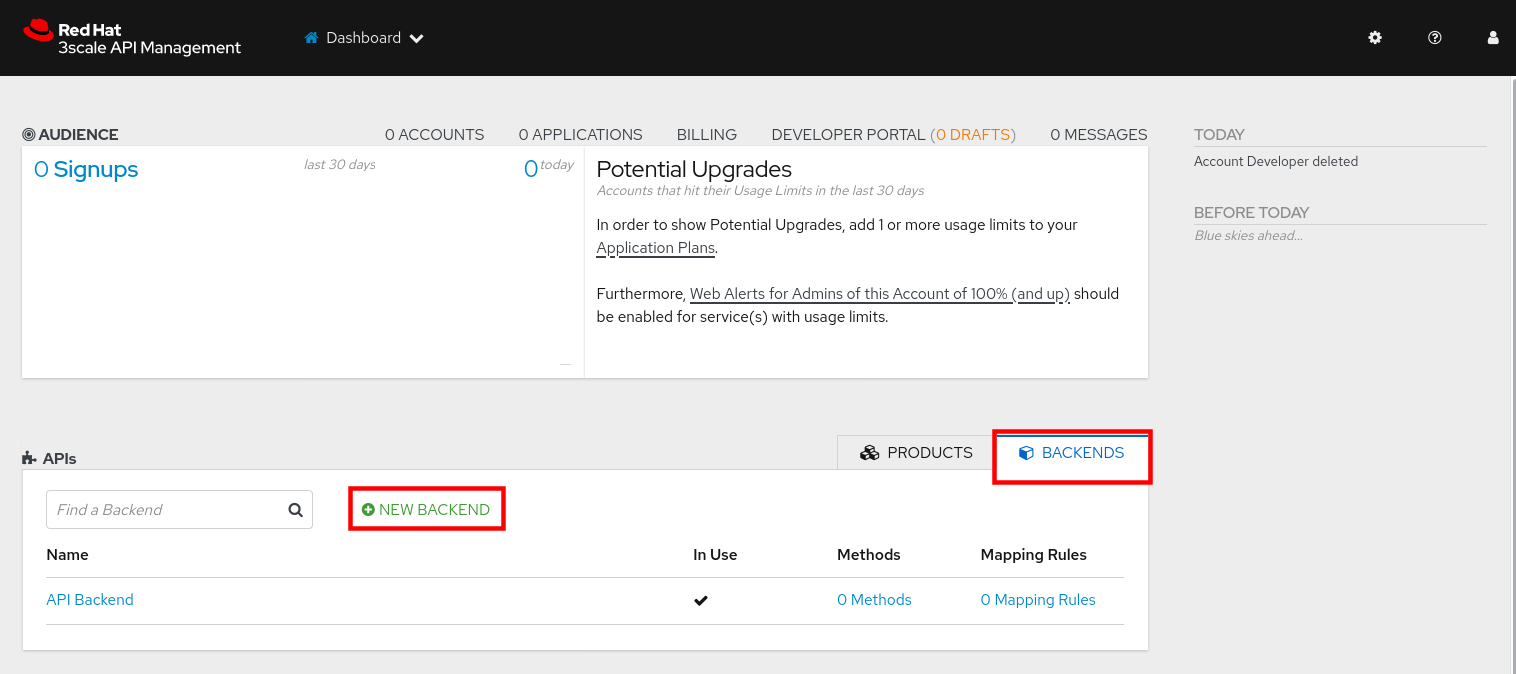 Red Hat
3scale API Management
Dashboard
AUDIENCE
0 ACCOUNTS
0 APPLICATIONS
BILLING
DEVELOPER PORTAL (0 DRAFTS)
0 MESSAGES
0 Signups
last 30 days
0 today
Potential Upgrades
Accounts that hit their Usage Limits in the last 30 days
In order to show Potential Upgrades, add 1 or more usage limits to your
Application Plans.
Furthermore, Web Alerts for Admins of this Account of 100% (and up) should
be enabled for service(s) with usage limits.
TODAY
Account Developer deleted
BEFORE TODAY
Blue skies ahead...
APIs
PRODUCTS
BACKENDS
Find a Backend
NEW BACKEND
Name
In Use
Methods
Mapping Rules
API Backend
0 Methods
0 Mapping Rules